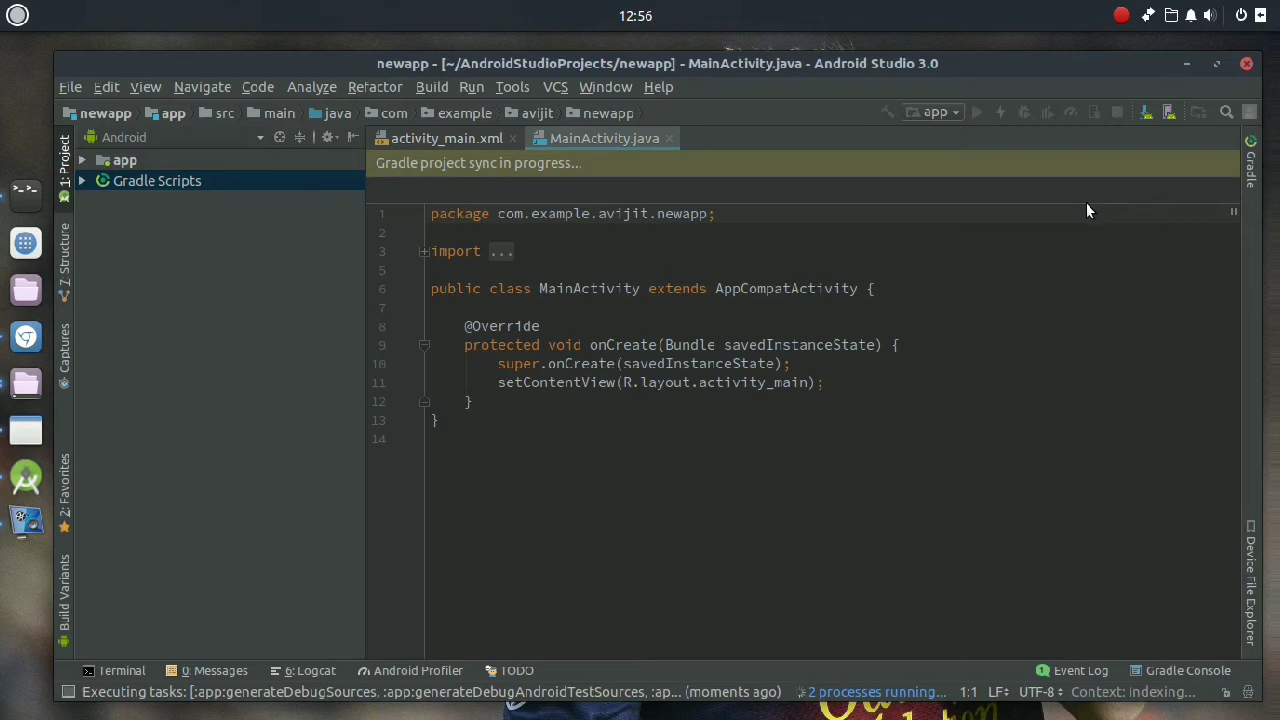 12:56
newapp - [~/AndroidStudioProjects/newapp] - MainActivity.java - Android Studio 3.0
File Edit View Navigate Code Analyze Refactor Build Run Tools VCS Window Help
newapp app src main java com example avijit newapp app
Android activity_main.xml MainActivity.java
app
Gradle Scripts
Gradle project sync in progress...
1 package com.example.avijit.newapp;
2
3 import ...
5
6 public class MainActivity extends AppCompatActivity {
7
8 @Override
9 protected void onCreate(Bundle savedInstanceState) {
10 super.onCreate(savedInstanceState);
11 setContentView(R.layout.activity_main);
12 }
13 }
14
1: Project
7: Structure
Captures
2: Favorites
Build Variants
Gradle
Device File Explorer
Terminal 0: Messages 6: Logcat Android Profiler TODO Event Log Gradle Console
Executing tasks: [:app:generateDebugSources, :app:generateDebugAndroidTestSources, :ap... (moments ago) 2 processes running... 1:1 LF UTF-8 Context: Indexing...